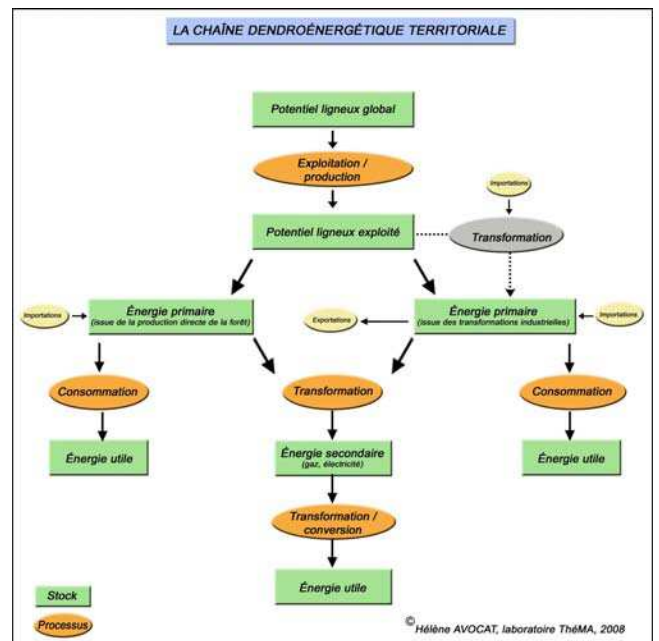 LA CHAÎNE DENDROÉNERGÉTIQUE TERRITORIALE
Potentiel ligneux global
Exploitation /
production
Importations
Potentiel ligneux exploité
Transformation
Importations
Énergie primaire
(issue de la production directe de la forêt)
Exportations
Énergie primaire
(issue des transformations industrielles)
Importations
Consommation
Transformation
Consommation
Énergie utile
Énergie secondaire
(gaz, électricité)
Énergie utile
Transformation /
conversion
Énergie utile
Stock
Processus
© Hélène AVOCAT, laboratoire ThéMA, 2008